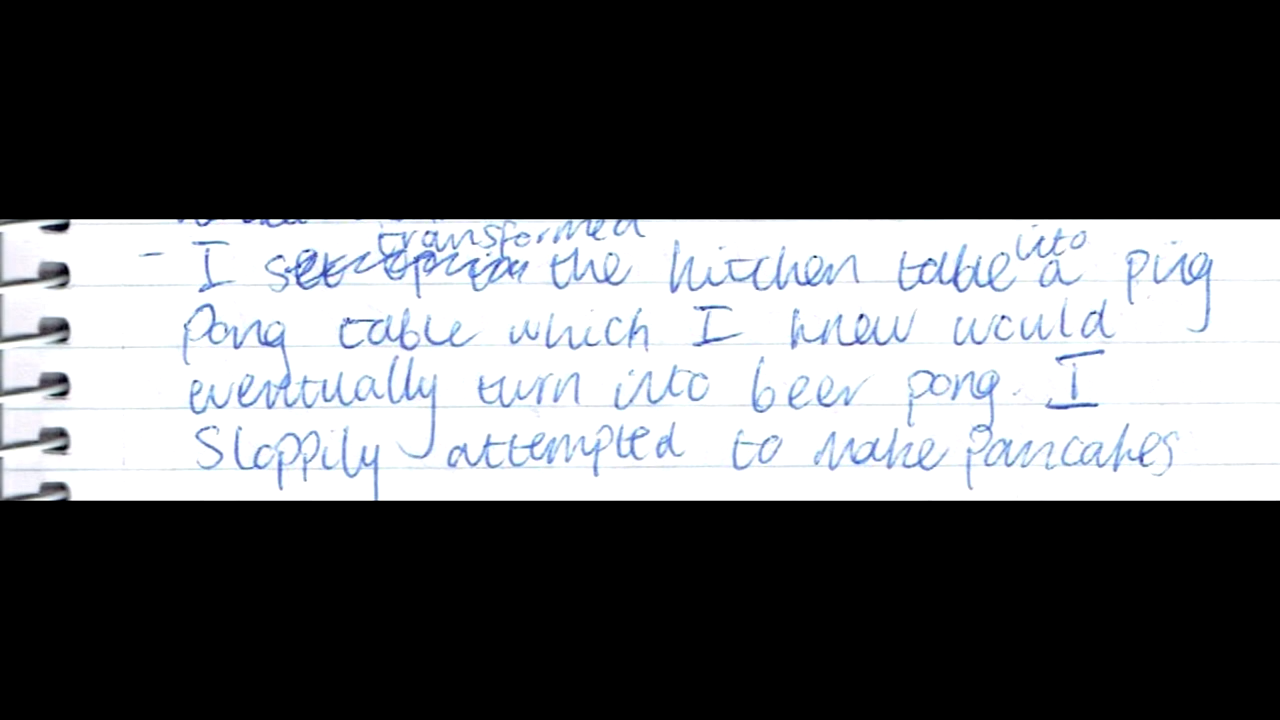 - I transformed the kitchen table into a ping
pong table which I knew would
eventually turn into beer pong. I
Sloppily attempted to make pancakes